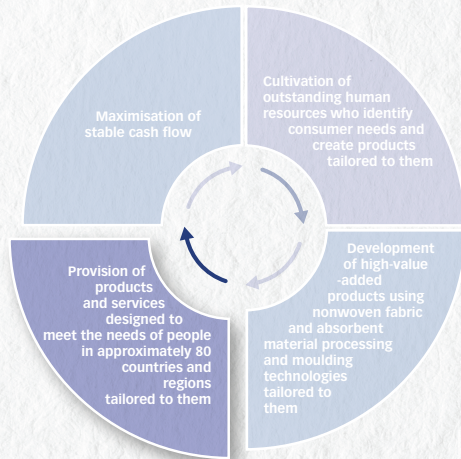 Maximisation of
stable cash flow
Cultivation of
outstanding human
resources who identify
consumer needs and
create products
tailored to them
Development
of high-value
-added
products using
nonwoven fabric
and absorbent
material processing
and moulding
technologies
tailored to
them
Provision of
products
and services
designed to
meet the needs of people
in approximately 80
countries and
regions
tailored to them